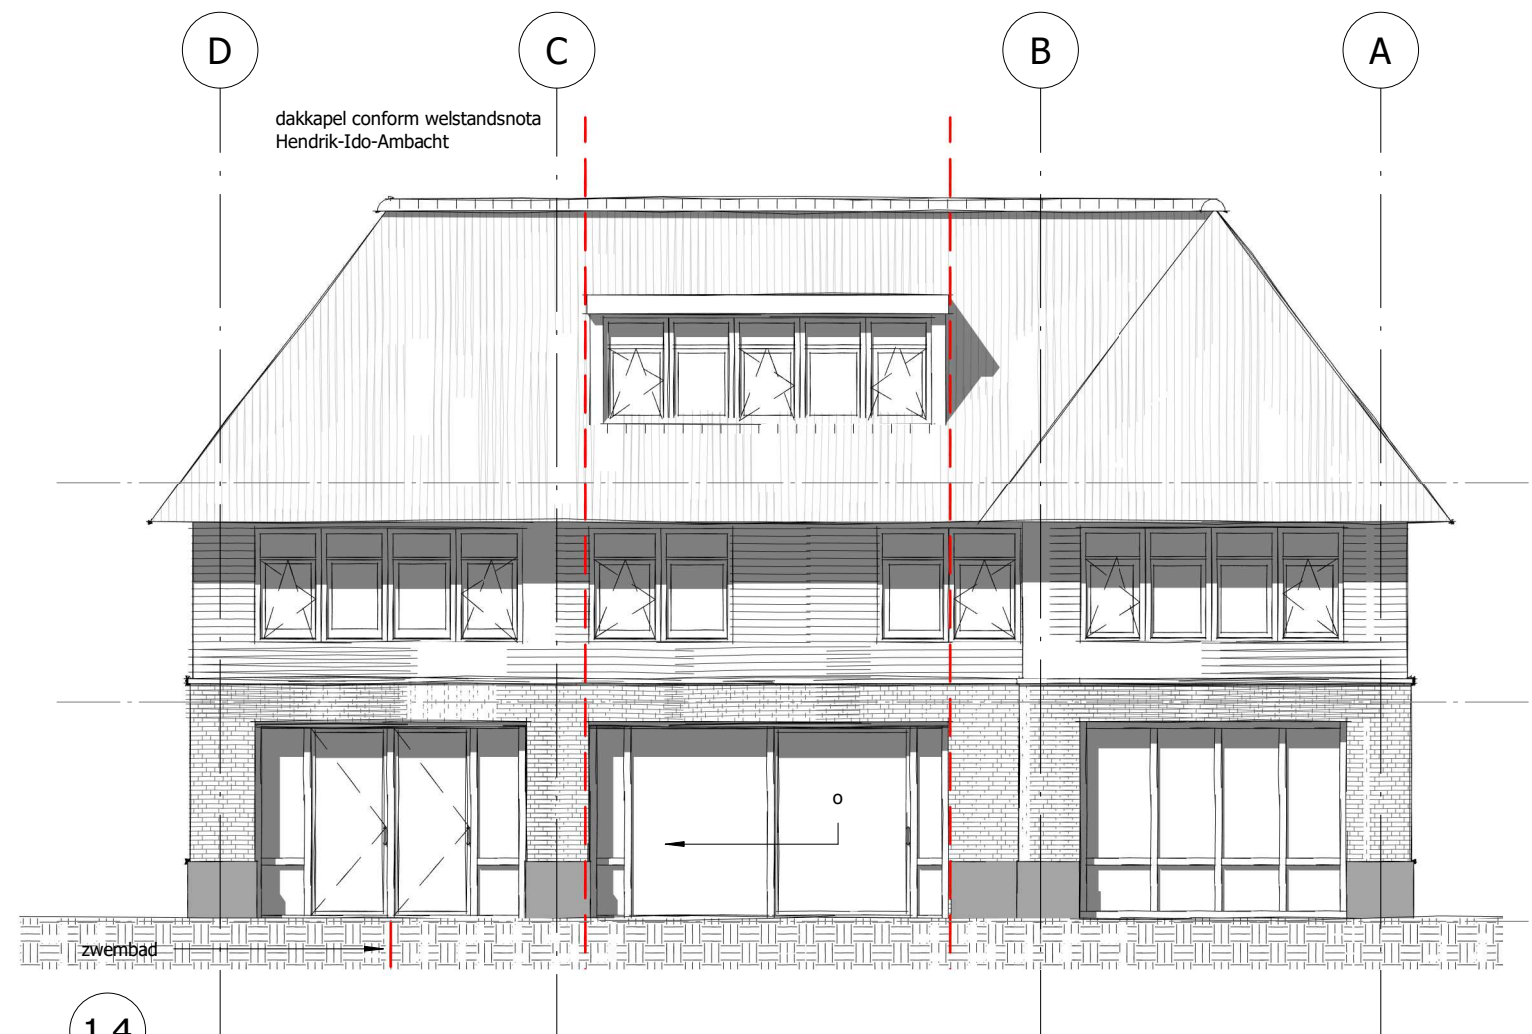 D
C
B
A
dakkapel conform welstandsnota
Hendrik-Ido-Ambacht
o
zwembad
1.4